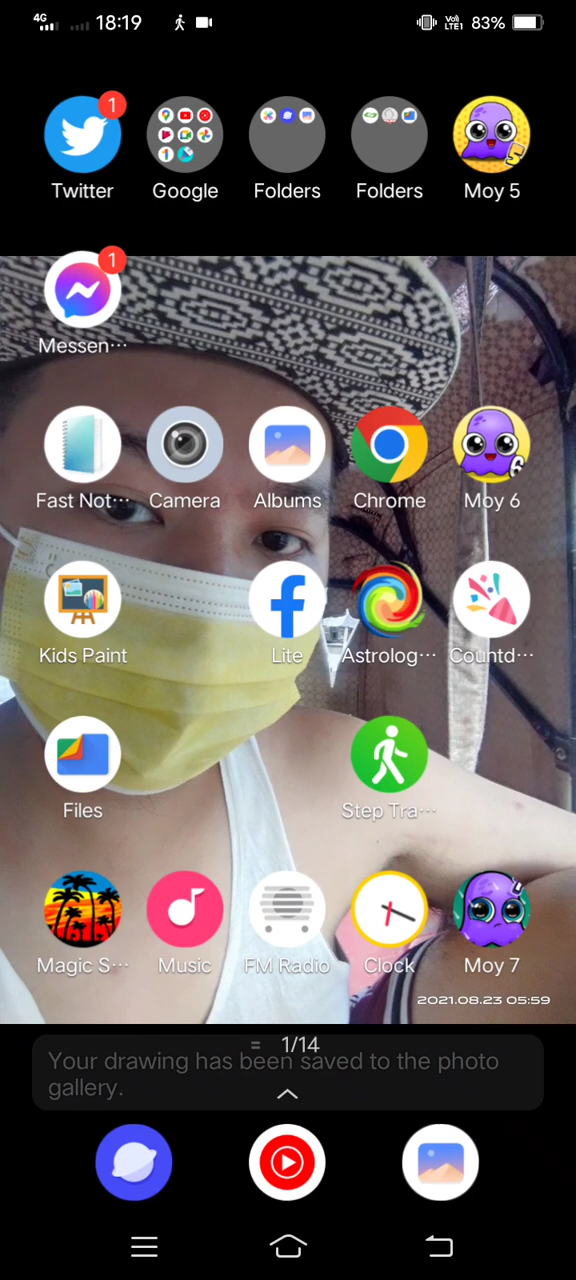 4G 18:19 VoD LTE1 83%
1
Twitter Google Folders Folders Moy 5
1
Messen···
Fast Not··· Camera Albums Chrome Moy 6
Kids Paint Lite Astrolog··· Countd···
Files Step Tra···
Magic S··· Music FM Radio Clock Moy 7
2021.08.23 05:59
= 1/14
Your drawing has been saved to the photo
gallery.